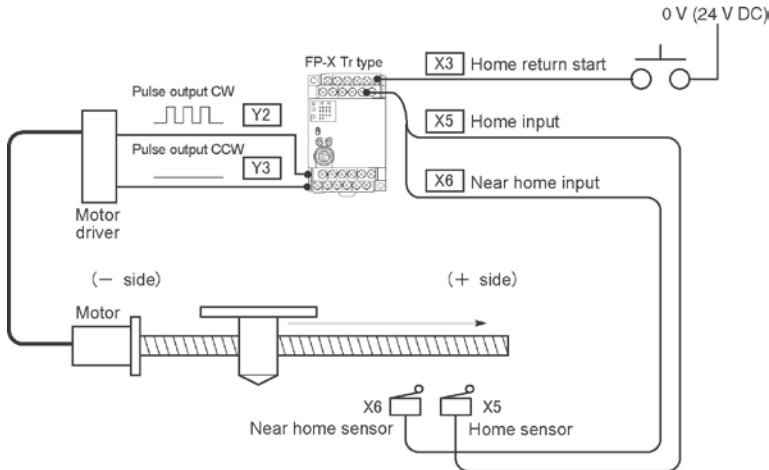 0 V (24 V DC)
FP-X Tr type
X3 Home return start
Pulse output CW
Y2
X5 Home input
Pulse output CCW
Y3
X6 Near home input
Motor
driver
(− side)
(+ side)
Motor
X6
X5
Near home sensor
Home sensor